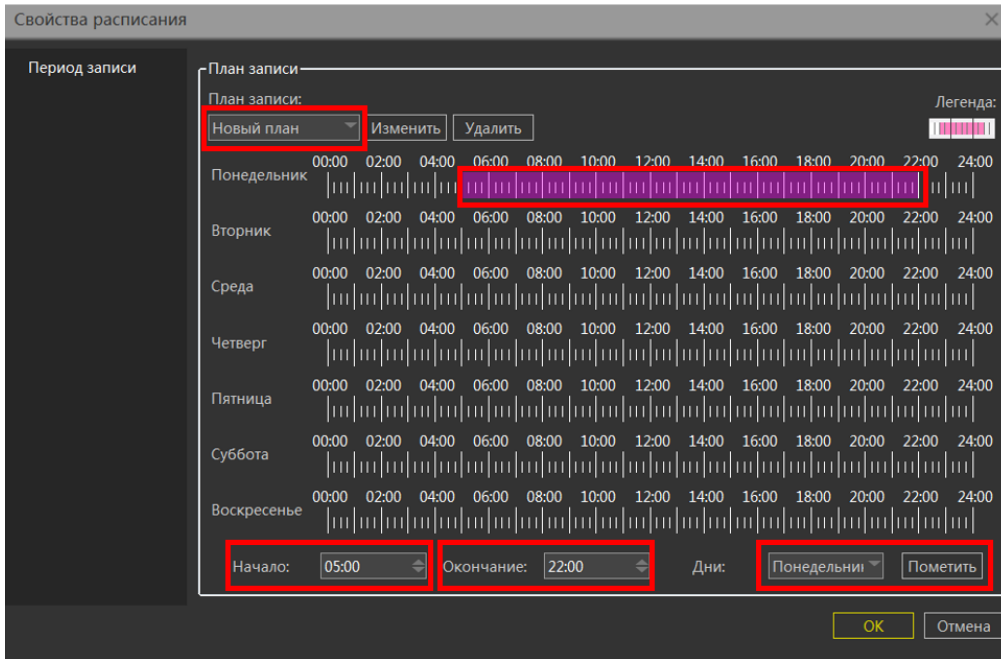 Свойства расписания
Период записи
План записи
План записи:
Легенда:
Новый план Изменить Удалить
00:00 02:00 04:00 06:00 08:00 10:00 12:00 14:00 16:00 18:00 20:00 22:00 24:00
Понедельник
00:00 02:00 04:00 06:00 08:00 10:00 12:00 14:00 16:00 18:00 20:00 22:00 24:00
Вторник
00:00 02:00 04:00 06:00 08:00 10:00 12:00 14:00 16:00 18:00 20:00 22:00 24:00
Среда
00:00 02:00 04:00 06:00 08:00 10:00 12:00 14:00 16:00 18:00 20:00 22:00 24:00
Четверг
00:00 02:00 04:00 06:00 08:00 10:00 12:00 14:00 16:00 18:00 20:00 22:00 24:00
Пятница
00:00 02:00 04:00 06:00 08:00 10:00 12:00 14:00 16:00 18:00 20:00 22:00 24:00
Суббота
00:00 02:00 04:00 06:00 08:00 10:00 12:00 14:00 16:00 18:00 20:00 22:00 24:00
Воскресенье
Начало: 05:00 Окончание: 22:00 Дни: Понедельни Пометить
ОК Отмена